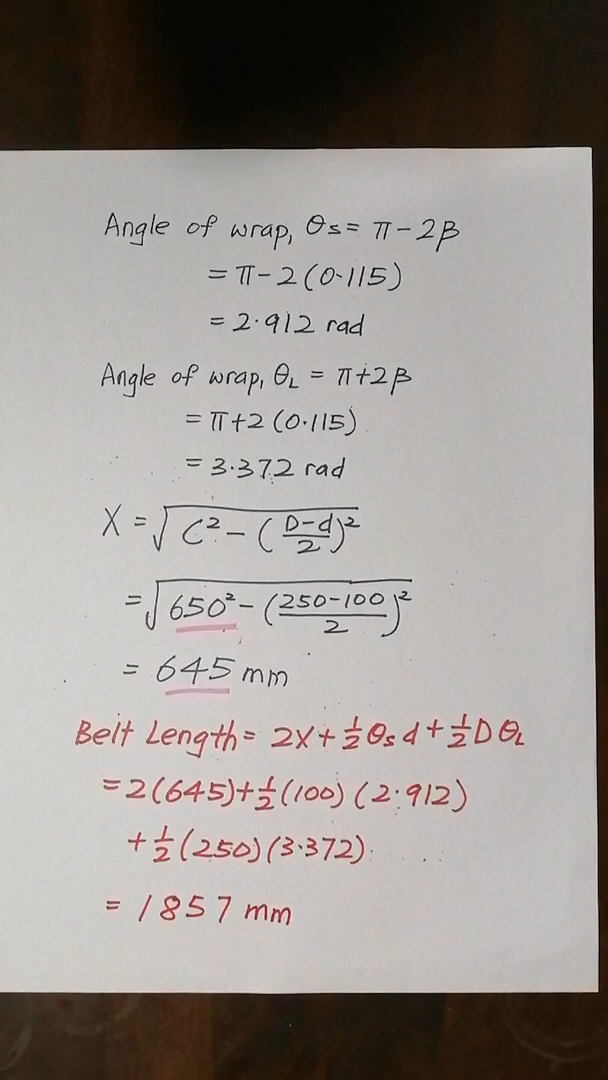 Angle of wrap, θs = π - 2β
= π - 2(0.115)
= 2.912 rad
Angle of wrap, θL = π+2β
= π+2(0.115)
= 3.372 rad
X = √(C² - ((D-d)/2)²)
= √(650² - ((250-100)/2)²)
= 645 mm
Belt Length = 2X + ½θs d + ½DθL
= 2(645)+½(100)(2.912)
+½(250)(3.372)
= 1857 mm